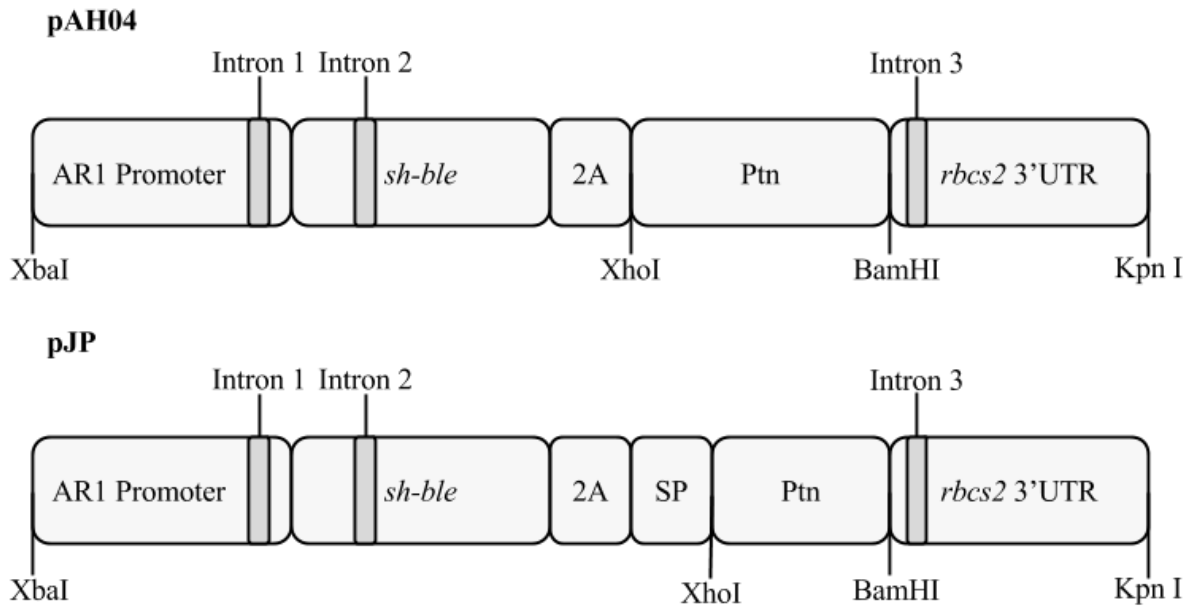 pAH04
Intron 1 Intron 2 Intron 3
AR1 Promoter sh-ble 2A Ptn rbcs2 3’UTR
XbaI XhoI BamHI Kpn I
pJP
Intron 1 Intron 2 Intron 3
AR1 Promoter sh-ble 2A SP Ptn rbcs2 3’UTR
XbaI XhoI BamHI Kpn I